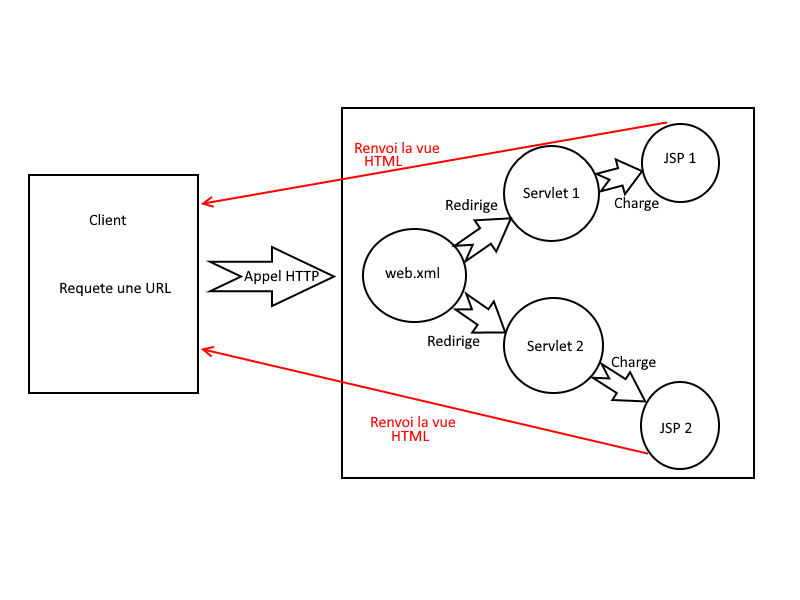 Renvoi la vue
HTML
JSP 1
Servlet 1
Redirige
Charge
Client
Requete une URL
Appel HTTP
web.xml
Redirige
Servlet 2
Charge
Renvoi la vue
HTML
JSP 2